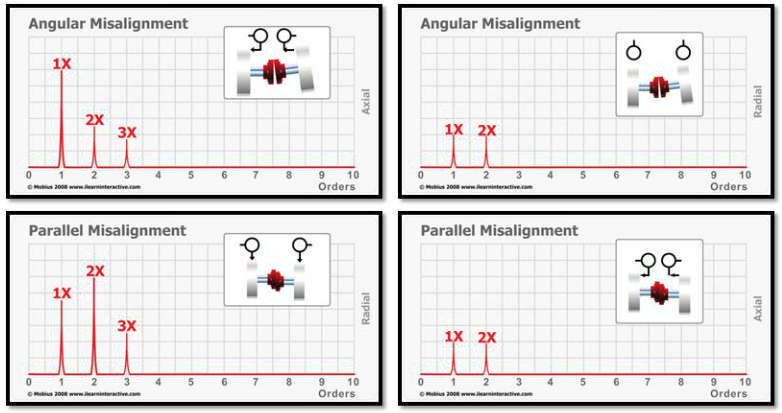 Angular Misalignment
1X
2X
3X
Axial
0 1 2 3 4 5 6 7 8 9 10
Orders
© Mobius 2008 www.ilearninteractive.com
Angular Misalignment
1X 2X
Radial
0 1 2 3 4 5 6 7 8 9 10
Orders
© Mobius 2008 www.ilearninteractive.com
Parallel Misalignment
2X
1X
3X
Radial
0 1 2 3 4 5 6 7 8 9 10
Orders
© Mobius 2008 www.ilearninteractive.com
Parallel Misalignment
1X 2X
Axial
0 1 2 3 4 5 6 7 8 9 10
Orders
© Mobius 2008 www.ilearninteractive.com